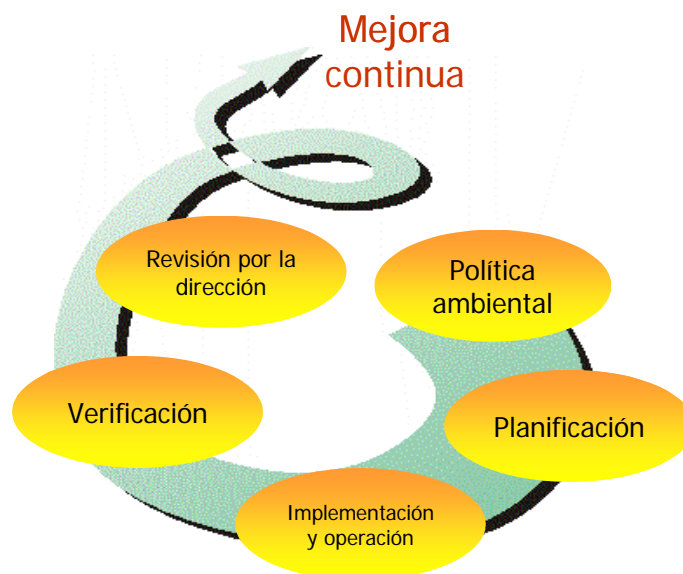 Mejora
continua
Revisión por la
dirección
Política
ambiental
Verificación
Planificación
Implementación
y operación